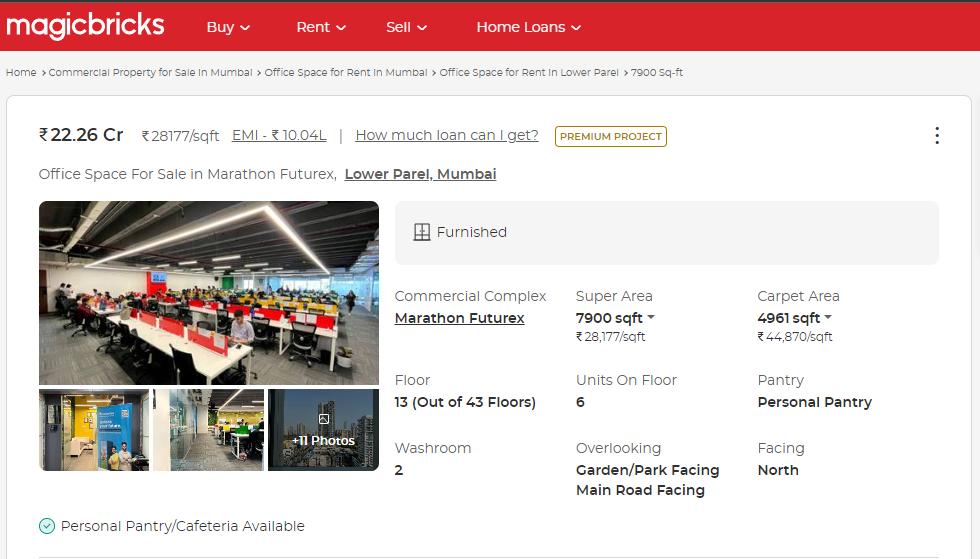 magicbricks
Buy
Rent
Sell
Home Loans
Home > Commercial Property for Sale in Mumbai > Office Space for Rent in Mumbai > Office Space for Rent in Lower Parel > 7900 Sq-ft
₹22.26 Cr ₹28177/sqft EMI - ₹ 10.04L | How much loan can I get? PREMIUM PROJECT
Office Space For Sale in Marathon Futurex, Lower Parel, Mumbai
Furnished
Commercial Complex
Marathon Futurex
Super Area
7900 sqft
₹28,177/sqft
Carpet Area
4961 sqft
₹44,870/sqft
Floor
13 (Out of 43 Floors)
Units On Floor
6
Pantry
Personal Pantry
Washroom
2
Overlooking
Garden/Park Facing
Main Road Facing
Facing
North
+11 Photos
Personal Pantry/Cafeteria Available